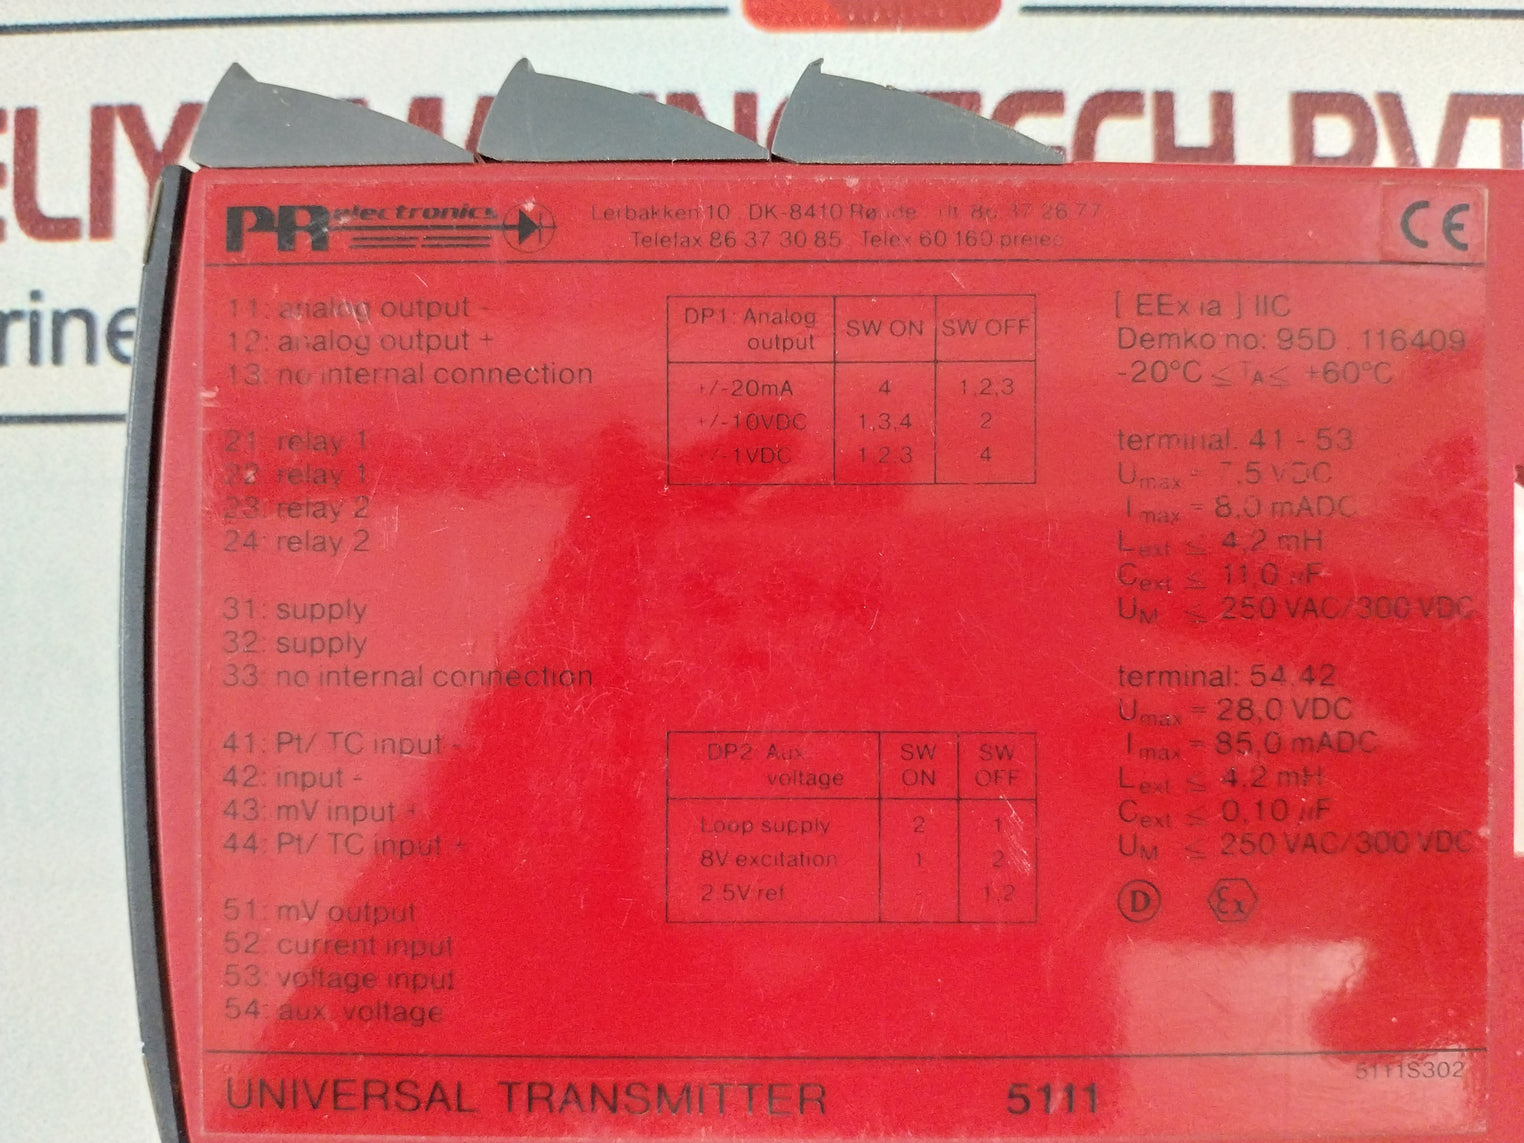 PR electronics
Lerbakken 10 . DK-8410 Rønde . Tlf. 86 37 26 77
Telefax 86 37 30 85 . Telex 60 160 prelec
CE
11: analog output -
12: analog output +
13: no internal connection
21: relay 1
22: relay 1
23: relay 2
24: relay 2
31: supply
32: supply
33: no internal connection
41: Pt/ TC input -
42: input -
43: mV input +
44: Pt/ TC input +
51: mV output
52: current input
53: voltage input
54: aux. voltage
DP1: Analog output | SW ON | SW OFF
+/-20mA | 4 | 1,2,3
+/-10VDC | 1,3,4 | 2
+/-1VDC | 1,2,3 | 4
DP2: Aux. voltage | SW ON | SW OFF
Loop supply | 2 | 1
8V excitation | 1 | 2
2.5V ref. | - | 1,2
[ EEx ia ] IIC
Demko no: 95D . 116409
-20°C ≤ TA ≤ +60°C
terminal: 41 - 53
Umax = 7,5 VDC
Imax = 8,0 mADC
Lext ≤ 4,2 mH
Cext ≤ 11,0 µF
UM ≤ 250 VAC/300 VDC
terminal: 54,42
Umax = 28,0 VDC
Imax = 85,0 mADC
Lext ≤ 4,2 mH
Cext ≤ 0,10 µF
UM ≤ 250 VAC/300 VDC
D Ex
5111S302
UNIVERSAL TRANSMITTER 5111